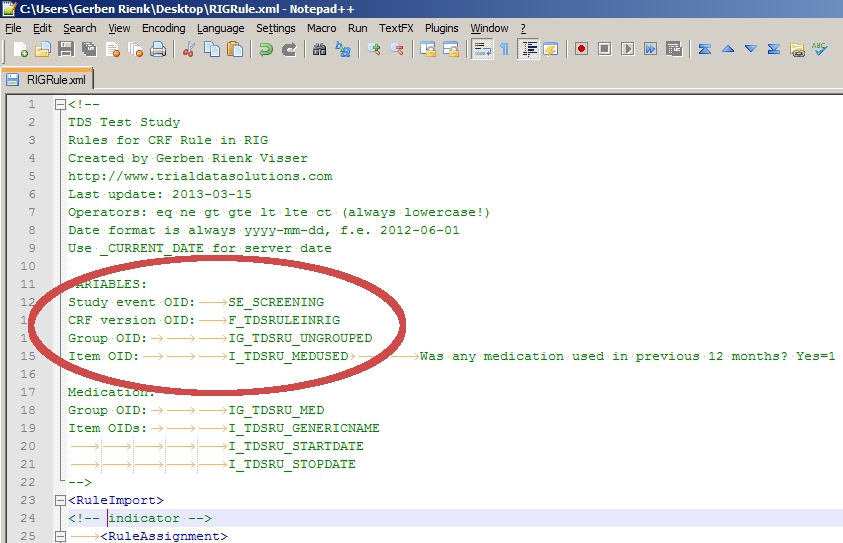 C:\Users\Gerben Rienk\Desktop\RIGRule.xml - Notepad++
File Edit Search View Encoding Language Settings Macro Run TextFX Plugins Window ?
RIGRule.xml
1 <!--
2 TDS Test Study
3 Rules for CRF Rule in RIG
4 Created by Gerben Rienk Visser
5 http://www.trialdatasolutions.com
6 Last update: 2013-03-15
7 Operators: eq ne gt gte lt lte ct (always lowercase!)
8 Date format is always yyyy-mm-dd, f.e. 2012-06-01
9 Use _CURRENT_DATE for server date
10
11 VARIABLES:
12 Study event OID: SE_SCREENING
CRF version OID: F_TDSRULEINRIG
Group OID: IG_TDSRU_UNGROUPED
15 Item OID: I_TDSRU_MEDUSED Was any medication used in previous 12 months? Yes=1
16
17 Medication:
18 Group OID: IG_TDSRU_MED
19 Item OIDs: I_TDSRU_GENERICNAME
20 I_TDSRU_STARTDATE
21 I_TDSRU_STOPDATE
22 -->
23 <RuleImport>
24 <!-- indicator -->
25 <RuleAssignment>